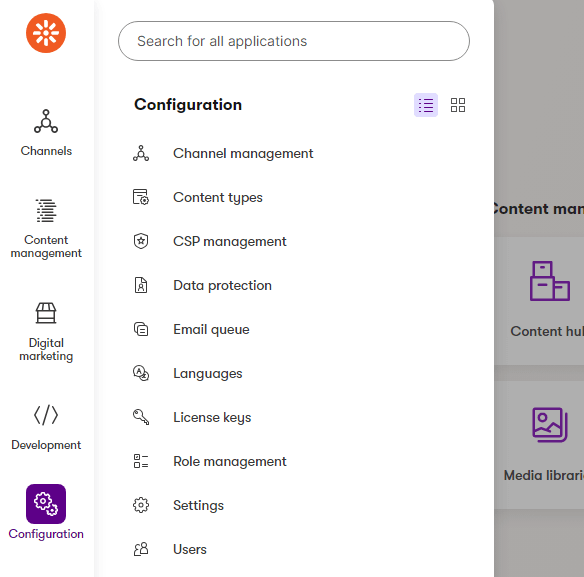 Search for all applications
Configuration
Channels
Content
management
Digital
marketing
Development
Configuration
Channel management
Content types
CSP management
Data protection
Email queue
Languages
License keys
Role management
Settings
Users
Content man
Content hu
Media librari